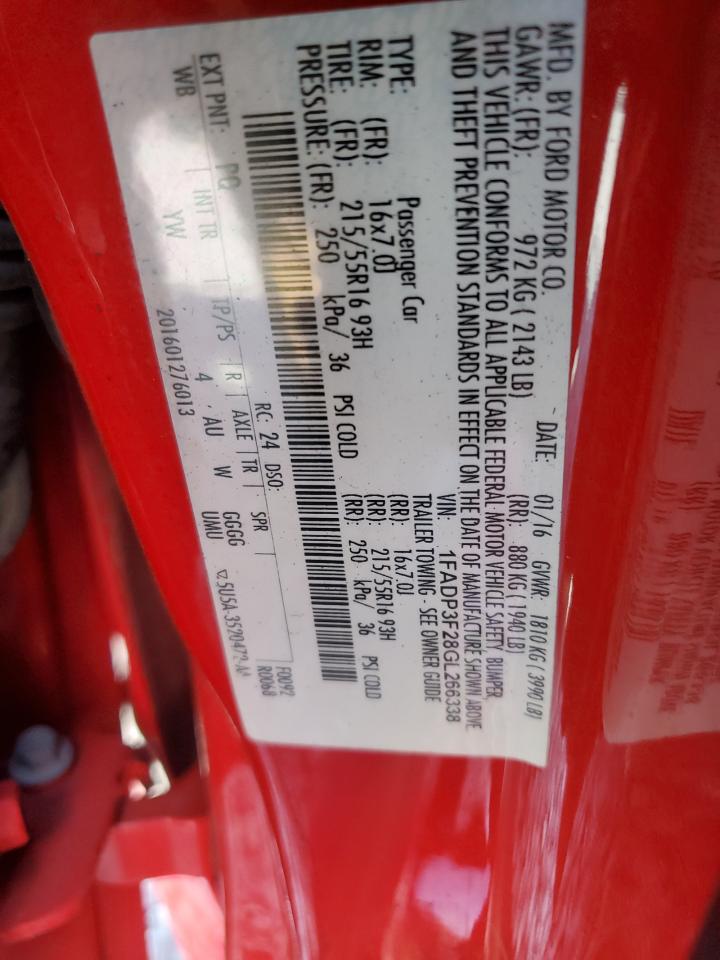 MFD. BY FORD MOTOR CO.
DATE: 01/16 GVWR: 1810 KG ( 3990 LB)
GAWR: (FR): 972 KG ( 2143 LB) (RR): 880 KG ( 1940 LB)
THIS VEHICLE CONFORMS TO ALL APPLICABLE FEDERAL MOTOR VEHICLE SAFETY, BUMPER,
AND THEFT PREVENTION STANDARDS IN EFFECT ON THE DATE OF MANUFACTURE SHOWN ABOVE
VIN: 1FADP3F28GL266338
TYPE: Passenger Car TRAILER TOWING - SEE OWNER GUIDE
RIM: (FR): 16x7.0J (RR): 16x7.0J
TIRE: (FR): 215/55R16 93H (RR): 215/55R16 93H
PRESSURE: (FR): 250 kPa/ 36 PSI COLD (RR): 250 kPa/ 36 PSI COLD
F0092
R0068
RC: 24 DSO:
EXT PNT: PQ INT TR TP/PS R AXLE TR SPR
WB YW 4 AU W GGGG
UMU
201601276013